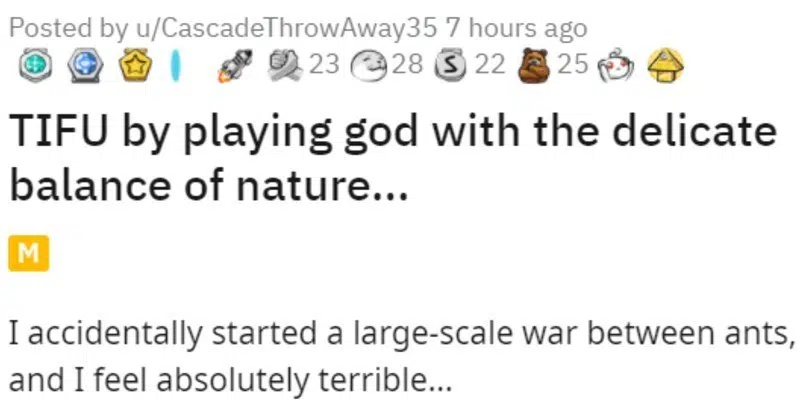 Posted by u/CascadeThrowAway35 7 hours ago
23 28 S 22 25
TIFU by playing god with the delicate
balance of nature...
M
I accidentally started a large-scale war between ants,
and I feel absolutely terrible...